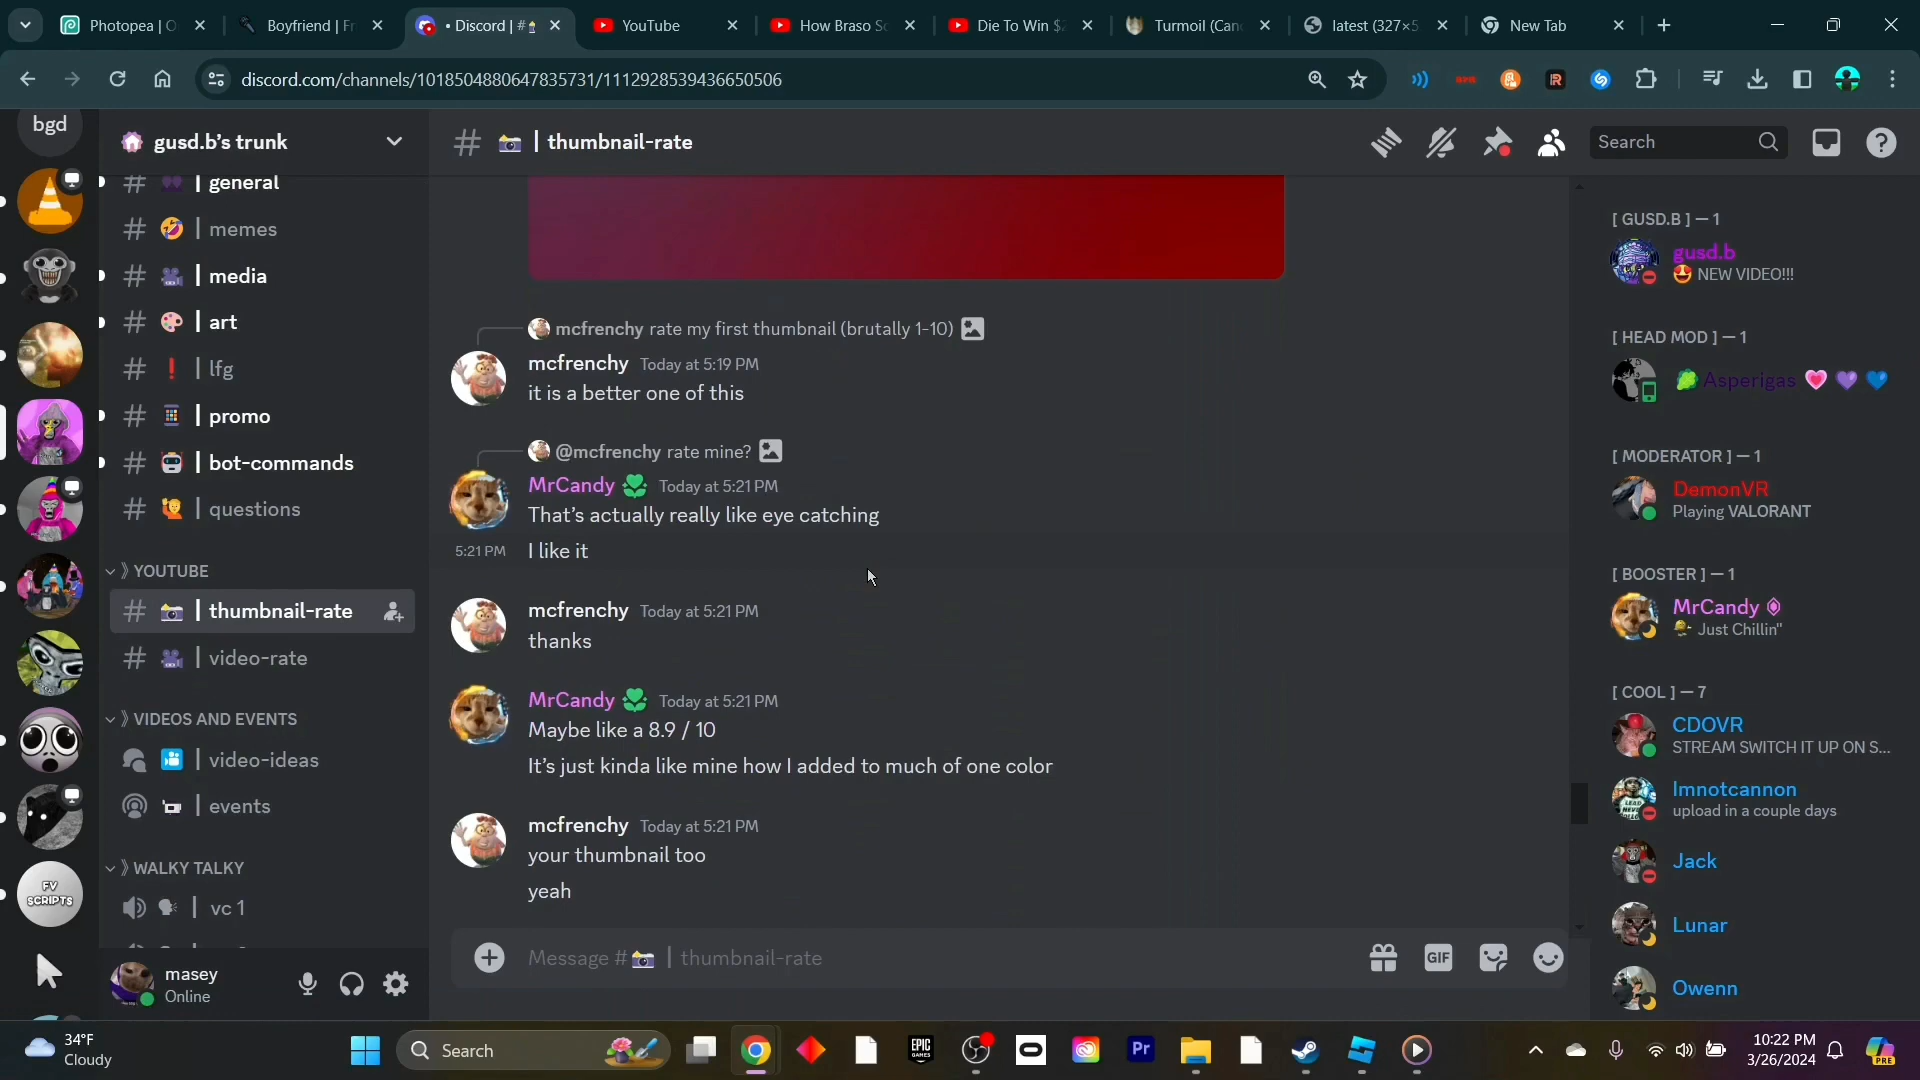 Photopea | O
Boyfriend | Fr
• Discord | #
YouTube
How Braso Sc
Die To Win $
Turmoil (Can
latest (327×5
New Tab
discord.com/channels/1018504880647835731/1112928539436650506
bgd
gusd.b's trunk
# | thumbnail-rate
Search
# | general
# | memes
# | media
# | art
# | lfg
# | promo
# | bot-commands
# | questions
YOUTUBE
# | thumbnail-rate
# | video-rate
VIDEOS AND EVENTS
| video-ideas
| events
WALKY TALKY
| vc 1
FV
SCRIPTS
masey
Online
mcfrenchy rate my first thumbnail (brutally 1-10)
mcfrenchy Today at 5:19 PM
it is a better one of this
@mcfrenchy rate mine?
MrCandy Today at 5:21 PM
That's actually really like eye catching
5:21 PM I like it
mcfrenchy Today at 5:21 PM
thanks
MrCandy Today at 5:21 PM
Maybe like a 8.9 / 10
It's just kinda like mine how I added to much of one color
mcfrenchy Today at 5:21 PM
your thumbnail too
yeah
Message # | thumbnail-rate
GIF
[ GUSD.B ] — 1
gusd.b
NEW VIDEO!!!
[ HEAD MOD ] — 1
Asperigas
[ MODERATOR ] — 1
DemonVR
Playing VALORANT
[ BOOSTER ] — 1
MrCandy
Just Chillin"
[ COOL ] — 7
CDOVR
STREAM SWITCH IT UP ON S...
Imnotcannon
upload in a couple days
Jack
Lunar
Owenn
34°F
Cloudy
Search
EPIC
GAMES
Pr
10:22 PM
3/26/2024
PRE